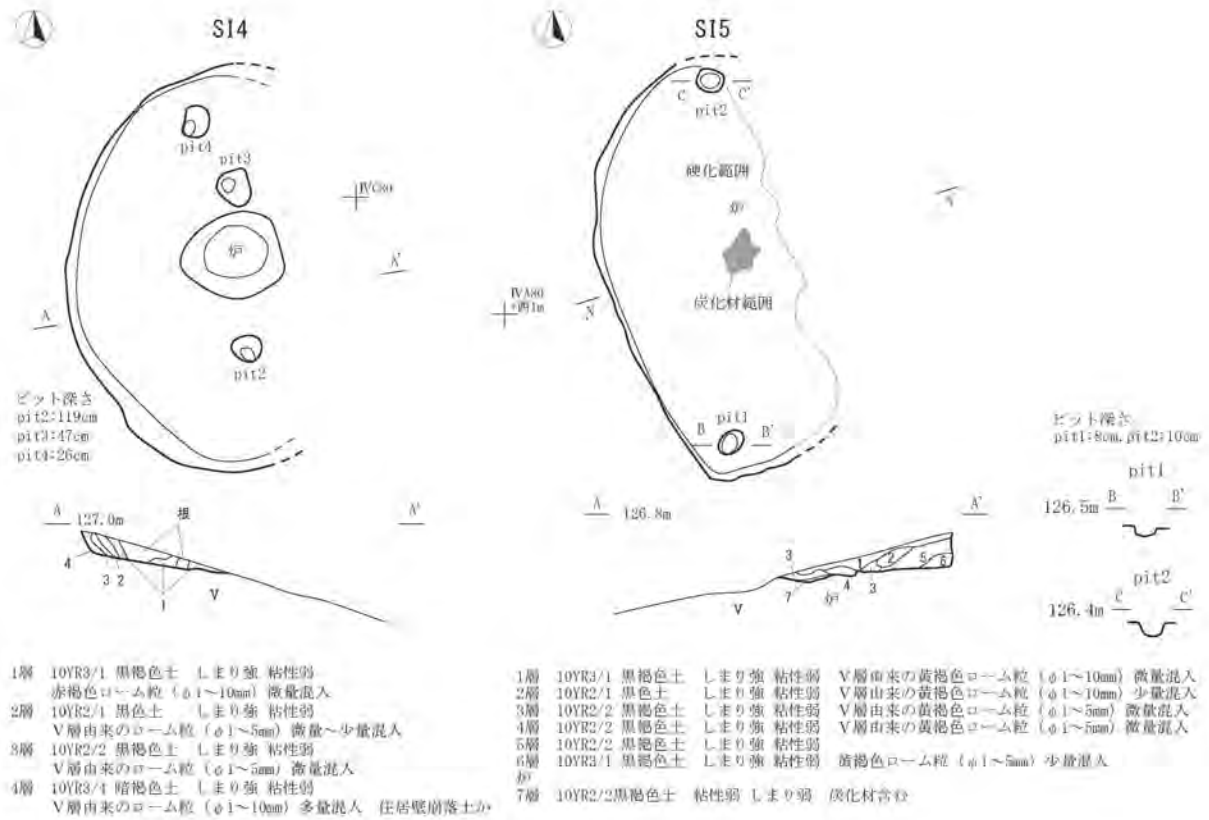 SI4
pit4
pit3
ⅣC80
炉
A
A'
pit2
ピット深さ
pit2:119cm
pit3:47cm
pit4:26cm
A 127.0m
根
A'
4
3 2
1
Ⅴ
1層 10YR3/1 黒褐色土 しまり強 粘性弱
赤褐色ローム粒（φ1〜10mm）微量混入
2層 10YR2/1 黒色土 しまり強 粘性弱
Ⅴ層由来のローム粒（φ1〜5mm）微量〜少量混入
3層 10YR2/2 黒褐色土 しまり強 粘性弱
Ⅴ層由来のローム粒（φ1〜5mm）微量混入
4層 10YR3/4 暗褐色土 しまり強 粘性弱
Ⅴ層由来のローム粒（φ1〜10mm）多量混入 住居壁崩落土か
SI5
C
C'
pit2
硬化範囲
炉
炭化材範囲
ⅣA80
+西1m
pit1
B
B'
ピット深さ
pit1:8cm,pit2:10cm
A 126.8m
A'
3
1
2
5
6
7
炉
4
3
Ⅴ
pit1
126.5m B B'
pit2
126.4m C C'
1層 10YR3/1 黒褐色土 しまり強 粘性弱 Ⅴ層由来の黄褐色ローム粒（φ1〜10mm）微量混入
2層 10YR2/1 黒褐色土 しまり強 粘性弱 Ⅴ層由来の黄褐色ローム粒（φ1〜10mm）少量混入
3層 10YR2/2 黒褐色土 しまり強 粘性弱 Ⅴ層由来の黄褐色ローム粒（φ1〜5mm）微量混入
4層 10YR2/2 黒褐色土 しまり強 粘性弱 Ⅴ層由来の黄褐色ローム粒（φ1〜5mm）微量混入
5層 10YR2/2 黒褐色土 しまり強 粘性弱
6層 10YR3/1 黒褐色土 しまり強 粘性弱 黄褐色ローム粒（φ1〜5mm）少量混入
炉
7層 10YR2/2黒褐色土 粘性弱 しまり弱 炭化材含む